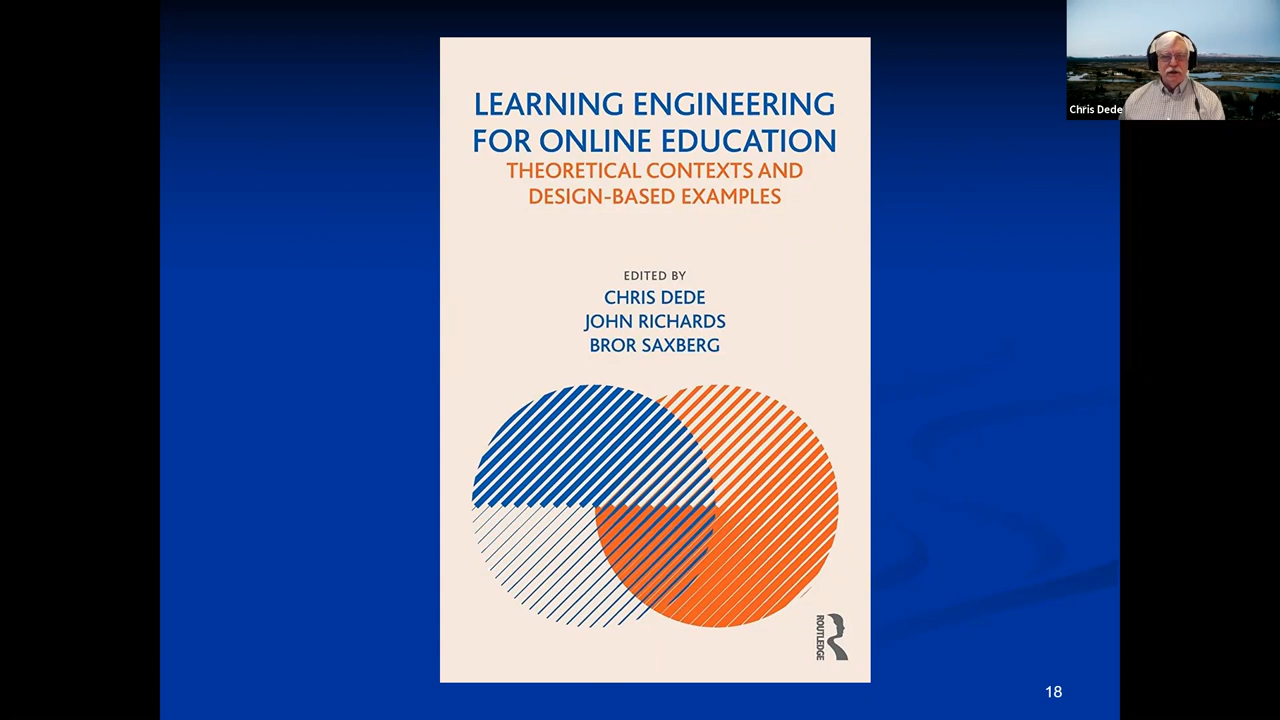 LEARNING ENGINEERING
FOR ONLINE EDUCATION
THEORETICAL CONTEXTS AND
DESIGN-BASED EXAMPLES
EDITED BY
CHRIS DEDE
JOHN RICHARDS
BROR SAXBERG
ROUTLEDGE
Chris Dede
18